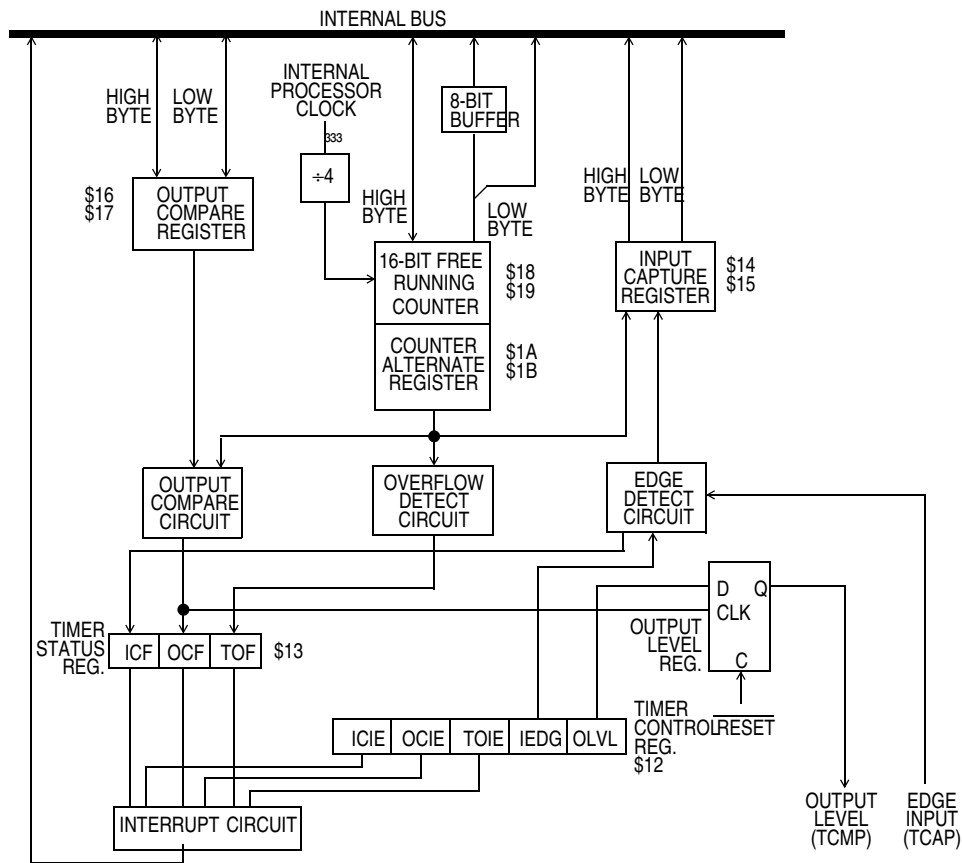 INTERNAL BUS
HIGH
BYTE
LOW
BYTE
INTERNAL
PROCESSOR
CLOCK
333
÷4
8-BIT
BUFFER
HIGH
BYTE
LOW
BYTE
HIGH
BYTE
LOW
BYTE
$16
$17
OUTPUT
COMPARE
REGISTER
16-BIT FREE
RUNNING
COUNTER
$18
$19
COUNTER
ALTERNATE
REGISTER
$1A
$1B
INPUT
CAPTURE
REGISTER
$14
$15
OUTPUT
COMPARE
CIRCUIT
OVERFLOW
DETECT
CIRCUIT
EDGE
DETECT
CIRCUIT
D Q
CLK
C
OUTPUT
LEVEL
REG.
TIMER
STATUS
REG.
ICF OCF TOF
$13
RESET
ICIE OCIE TOIE IEDG OLVL
TIMER
CONTROL
REG.
$12
INTERRUPT CIRCUIT
OUTPUT
LEVEL
(TCMP)
EDGE
INPUT
(TCAP)